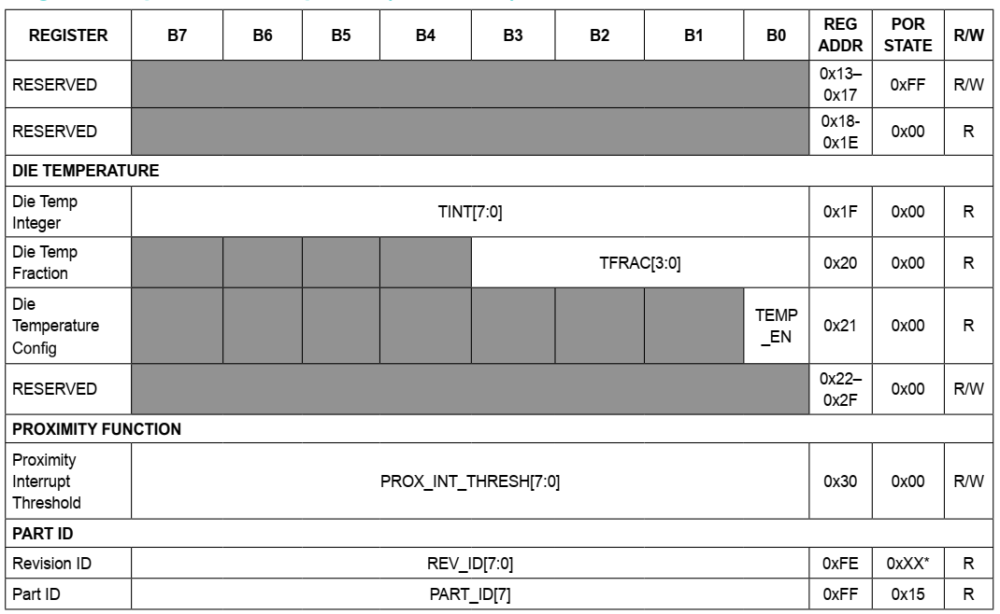 REGISTER B7 B6 B5 B4 B3 B2 B1 B0 REG ADDR POR STATE R/W
RESERVED 0x13–0x17 0xFF R/W
RESERVED 0x18-0x1E 0x00 R
DIE TEMPERATURE
Die Temp Integer TINT[7:0] 0x1F 0x00 R
Die Temp Fraction TFRAC[3:0] 0x20 0x00 R
Die Temperature Config TEMP_EN 0x21 0x00 R
RESERVED 0x22–0x2F 0x00 R/W
PROXIMITY FUNCTION
Proximity Interrupt Threshold PROX_INT_THRESH[7:0] 0x30 0x00 R/W
PART ID
Revision ID REV_ID[7:0] 0xFE 0xXX* R
Part ID PART_ID[7] 0xFF 0x15 R